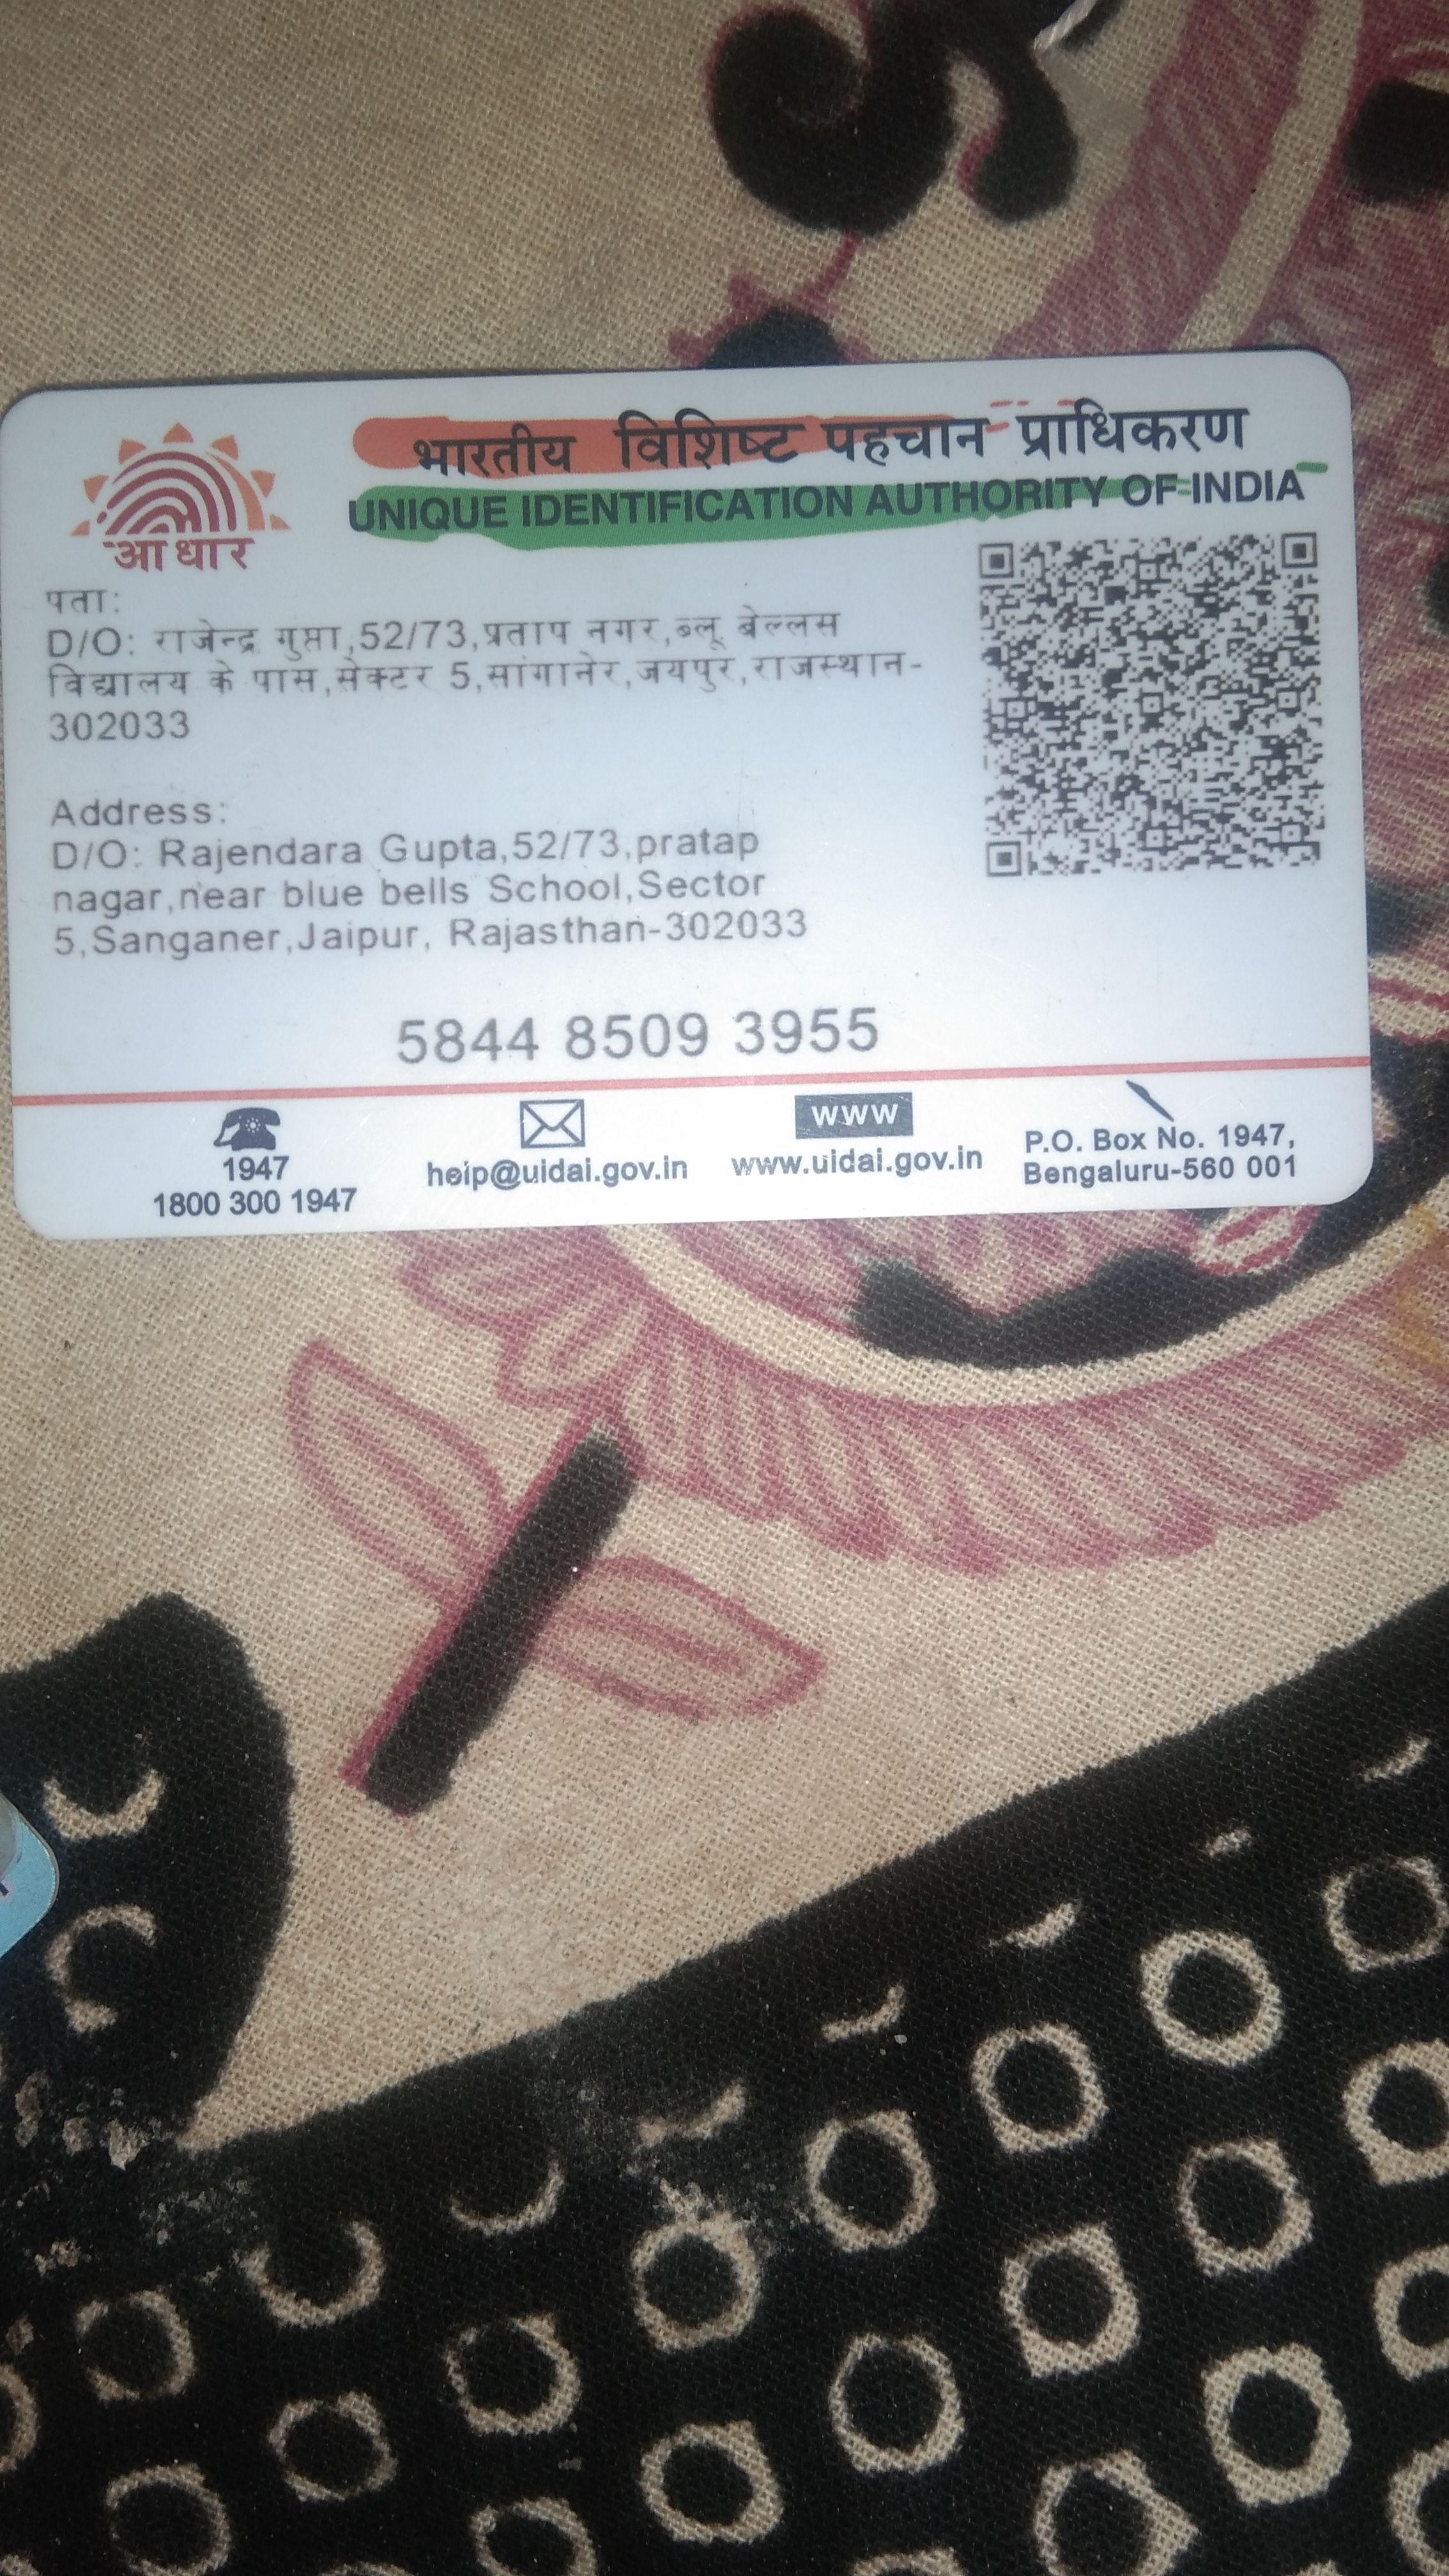 भारतीय विशिष्ट पहचान प्राधिकरण
UNIQUE IDENTIFICATION AUTHORITY OF INDIA
आधार
पता:
D/O: राजेन्द्र गुप्ता,52/73,प्रताप नगर,ब्लू बेल्लस
विद्यालय के पास,सेक्टर 5,सांगानेर,जयपुर,राजस्थान-
302033
Address:
D/O: Rajendara Gupta,52/73,pratap
nagar,near blue bells School,Sector
5,Sanganer,Jaipur, Rajasthan-302033
5844 8509 3955
1947
1800 300 1947
help@uidai.gov.in
www
www.uidai.gov.in
P.O. Box No. 1947,
Bengaluru-560 001